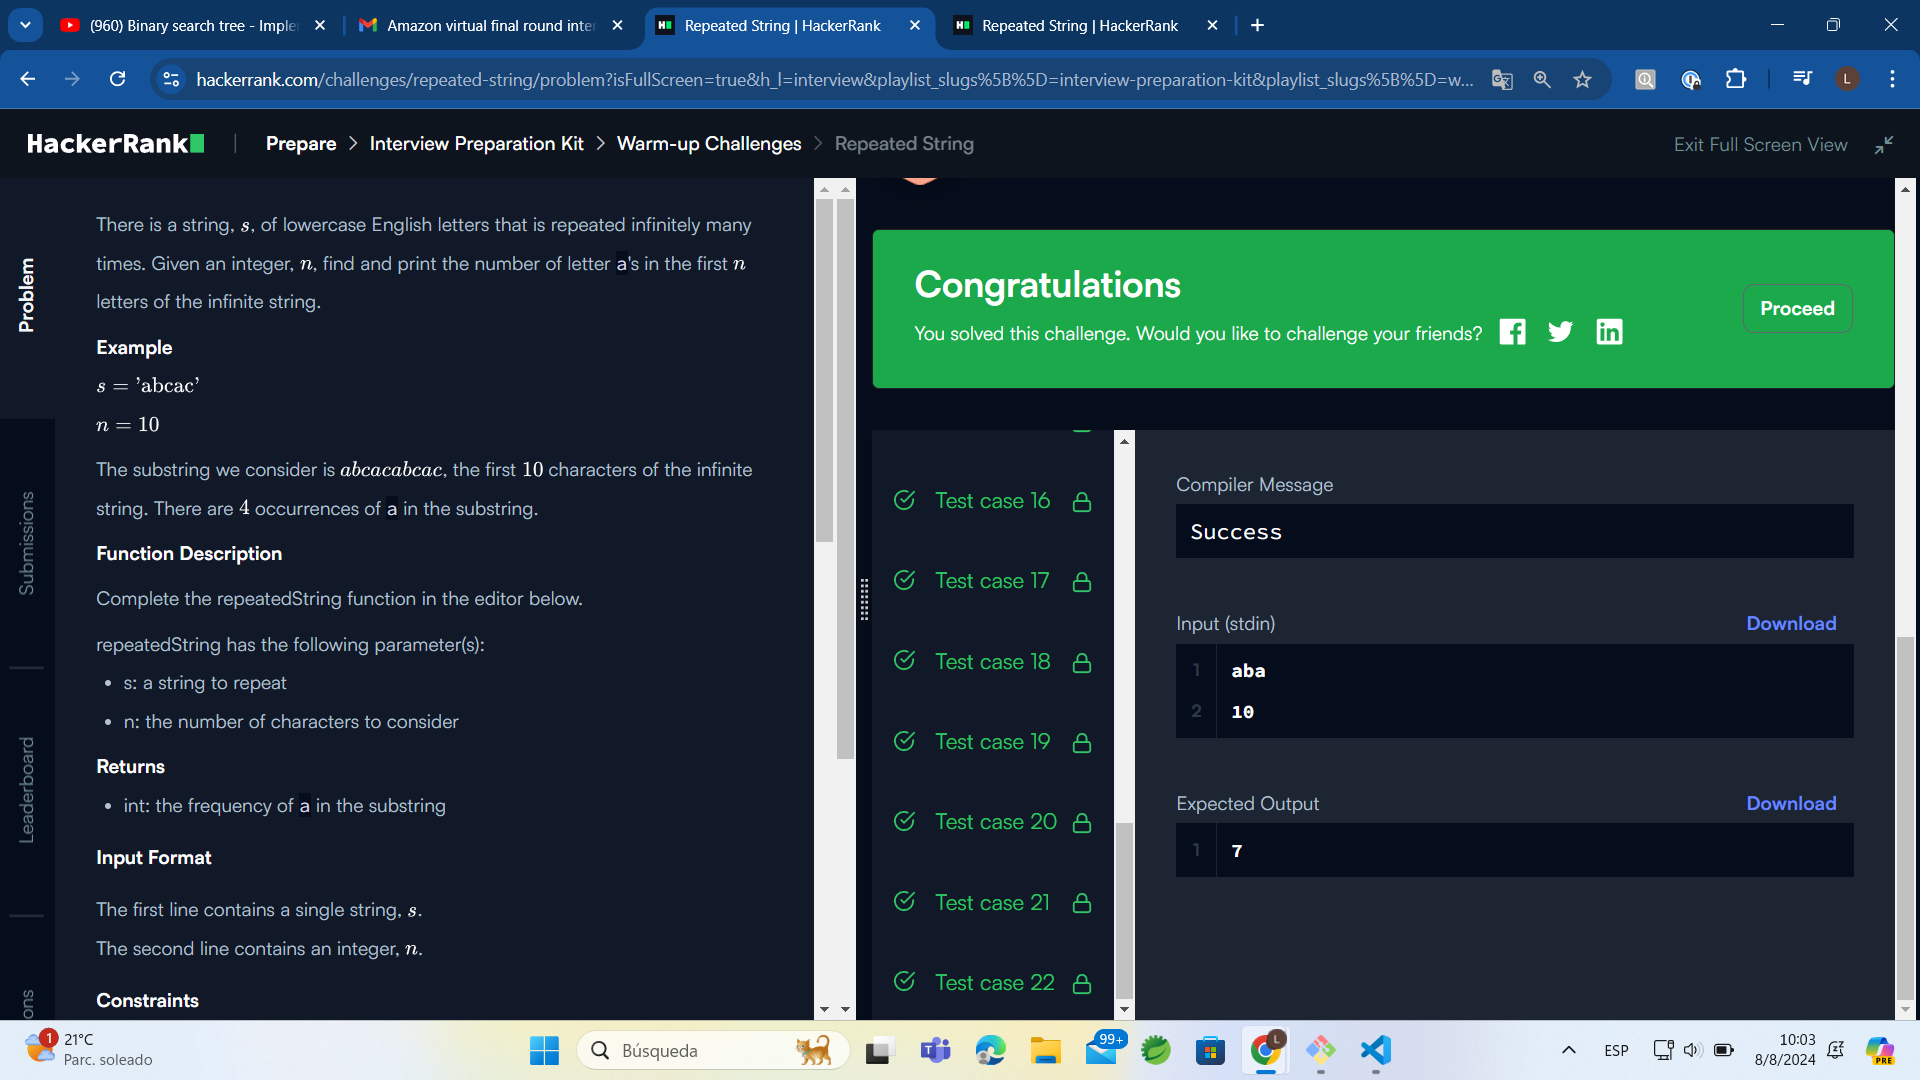 (960) Binary search tree - Imple
Amazon virtual final round inter
Repeated String | HackerRank
Repeated String | HackerRank
hackerrank.com/challenges/repeated-string/problem?isFullScreen=true&h_l=interview&playlist_slugs%5B%5D=interview-preparation-kit&playlist_slugs%5B%5D=w...
L
HackerRank
Prepare > Interview Preparation Kit > Warm-up Challenges > Repeated String
Exit Full Screen View
Problem
Submissions
Leaderboard
ons
There is a string, s, of lowercase English letters that is repeated infinitely many
times. Given an integer, n, find and print the number of letter a's in the first n
letters of the infinite string.
Example
s = 'abcac'
n = 10
The substring we consider is abcacabcac, the first 10 characters of the infinite
string. There are 4 occurrences of a in the substring.
Function Description
Complete the repeatedString function in the editor below.
repeatedString has the following parameter(s):
• s: a string to repeat
• n: the number of characters to consider
Returns
• int: the frequency of a in the substring
Input Format
The first line contains a single string, s.
The second line contains an integer, n.
Constraints
Congratulations
You solved this challenge. Would you like to challenge your friends?
Proceed
Test case 16
Test case 17
Test case 18
Test case 19
Test case 20
Test case 21
Test case 22
Compiler Message
Success
Input (stdin)
Download
1 aba
2 10
Expected Output
Download
1 7
1
21°C
Parc. soleado
Búsqueda
99+
L
ESP
10:03
8/8/2024
PRE